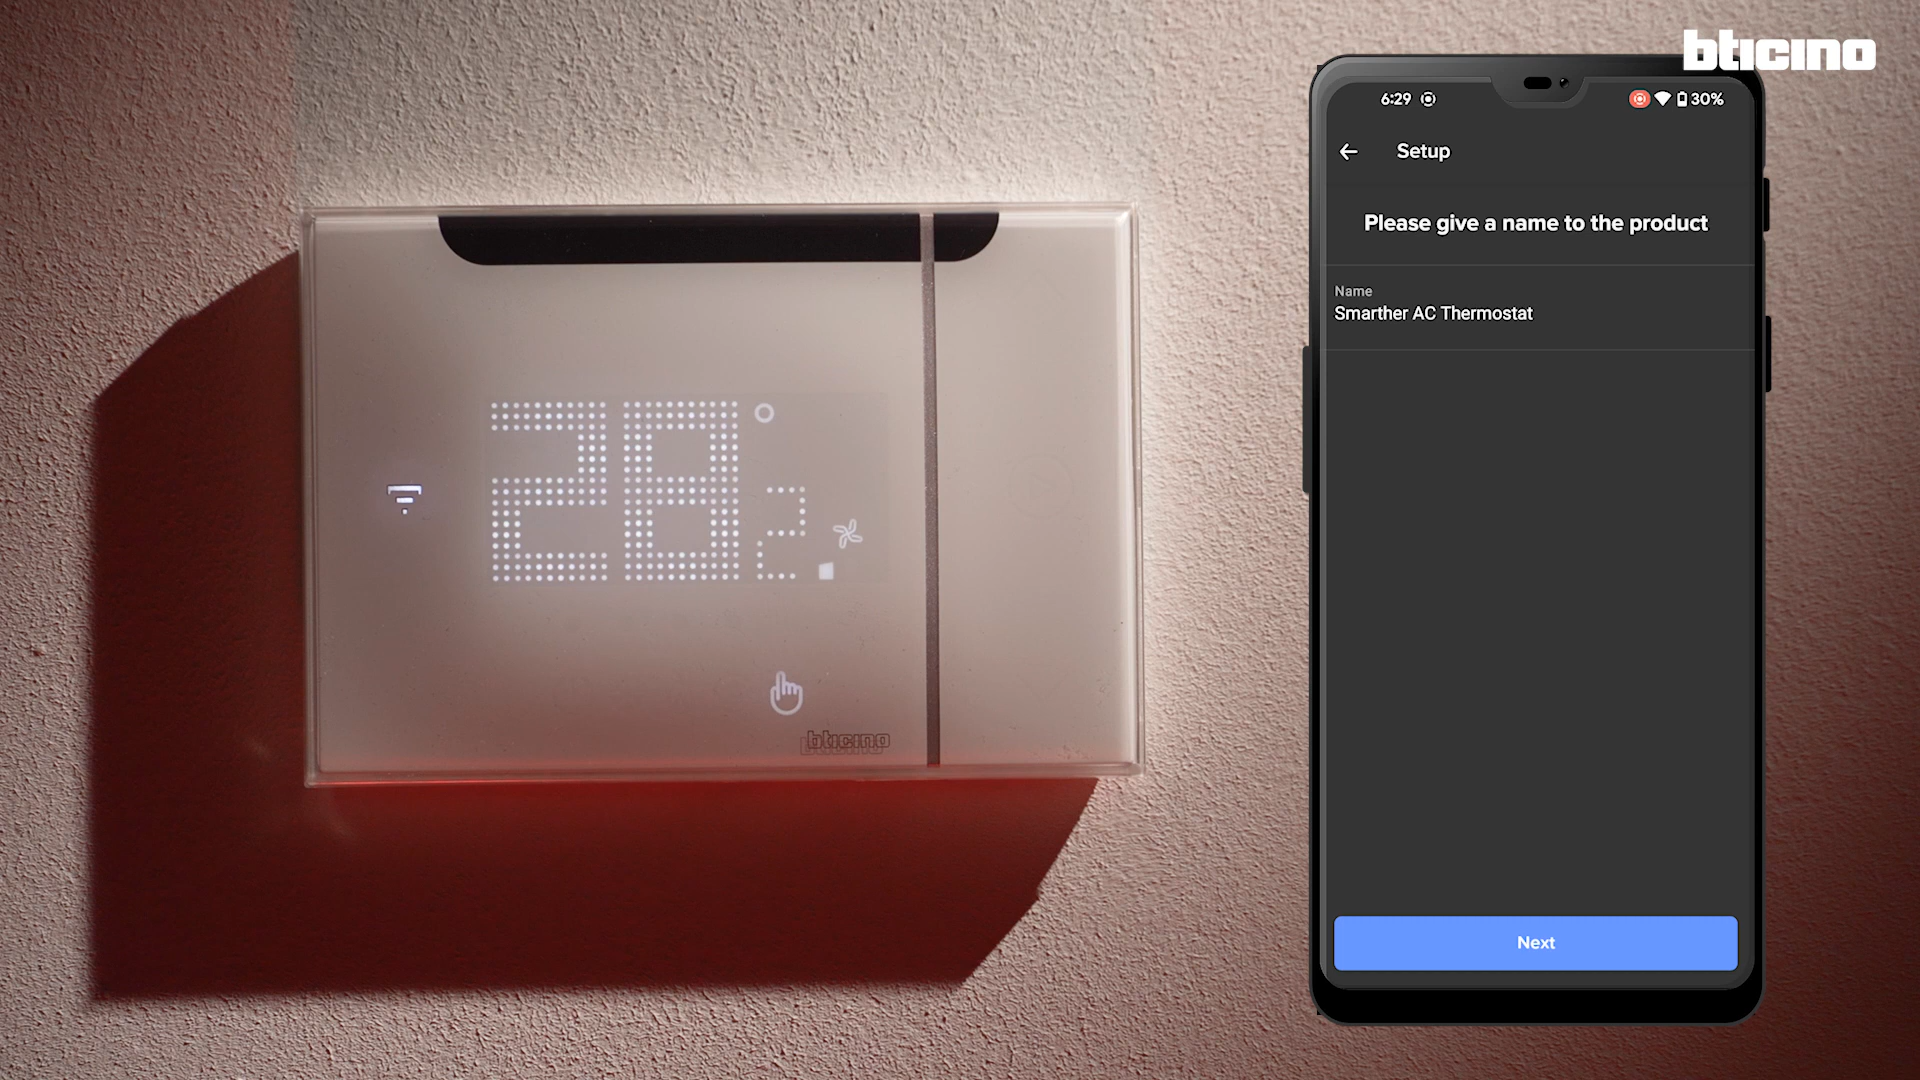 bticino
28° 2
bticino
6:29
30%
Setup
Please give a name to the product
Name
Smarther AC Thermostat
Next